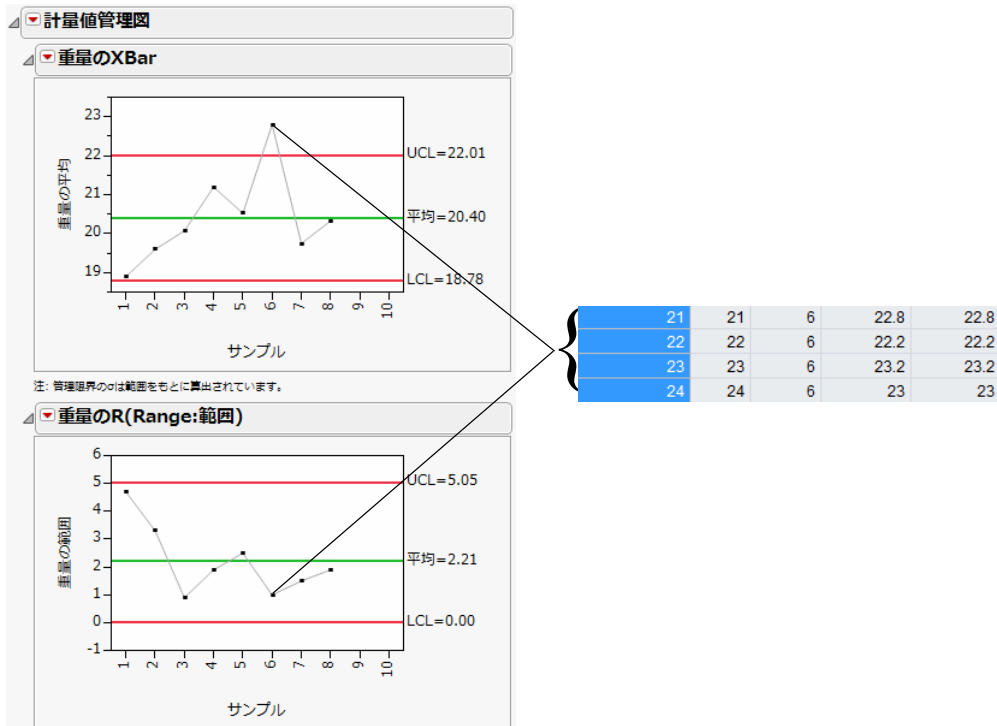 計量値管理図
重量のXBar
重量の平均
23
22
21
20
19
UCL=22.01
平均=20.40
LCL=18.78
1 2 3 4 5 6 7 8 9 10
サンプル
注: 管理限界のσは範囲をもとに算出されています。
重量のR(Range:範囲)
重量の範囲
6
5
4
3
2
1
0
-1
UCL=5.05
平均=2.21
LCL=0.00
1 2 3 4 5 6 7 8 9 10
サンプル
21 21 6 22.8 22.8
22 22 6 22.2 22.2
23 23 6 23.2 23.2
24 24 6 23 23